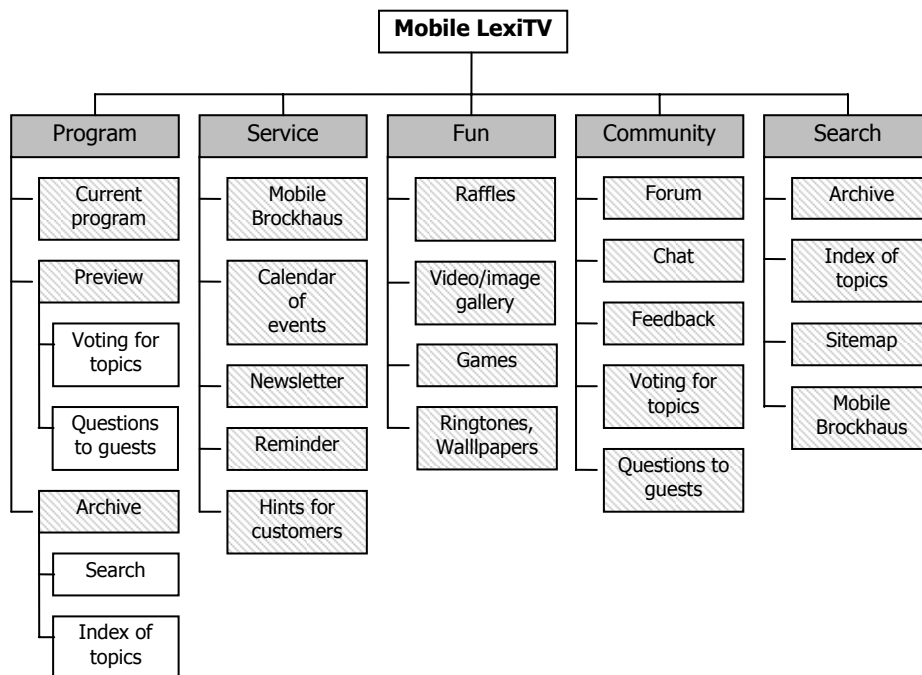 Mobile LexiTV
Program
Current
program
Preview
Voting for
topics
Questions
to guests
Archive
Search
Index of
topics
Service
Mobile
Brockhaus
Calendar
of
events
Newsletter
Reminder
Hints for
customers
Fun
Raffles
Video/image
gallery
Games
Ringtones,
Walllpapers
Community
Forum
Chat
Feedback
Voting for
topics
Questions to
guests
Search
Archive
Index of
topics
Sitemap
Mobile
Brockhaus